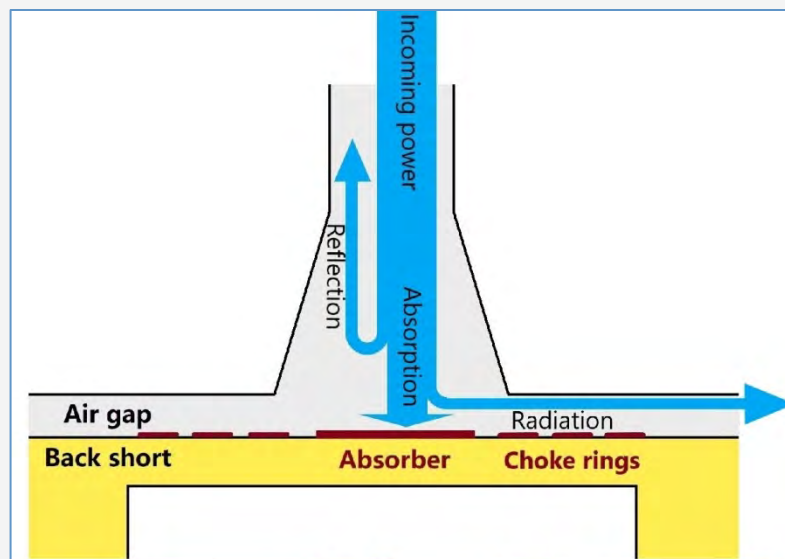 Incoming power
Reflection
Absorption
Air gap
Radiation
Back short
Absorber
Choke rings